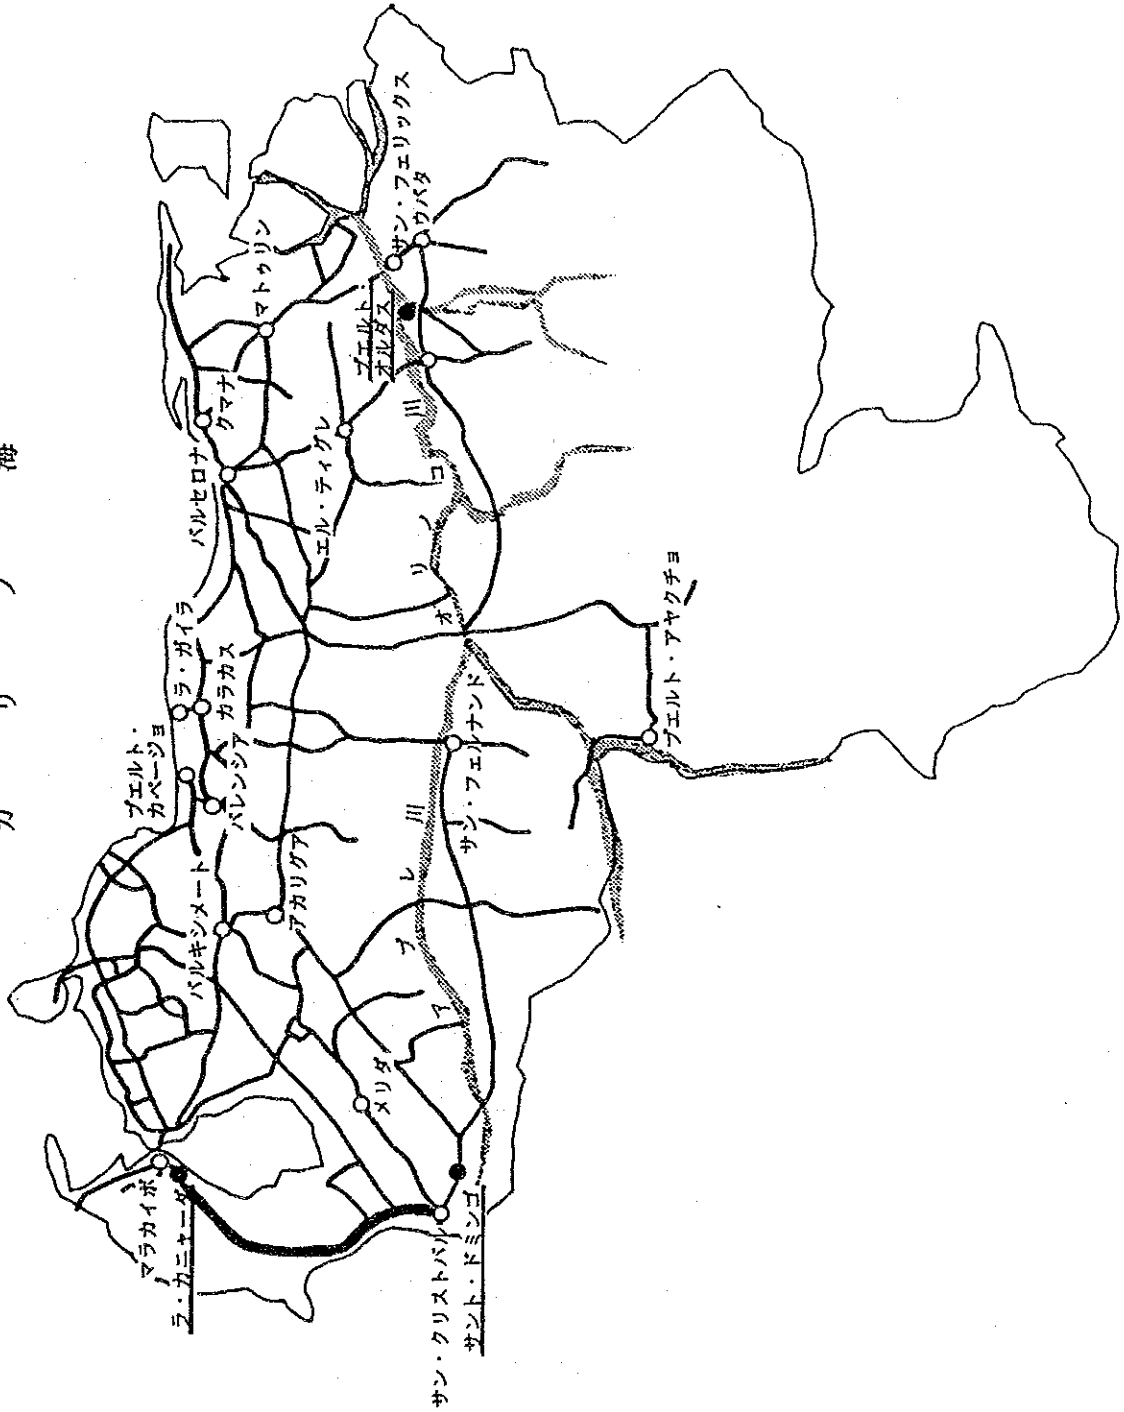 カリブ海
マラカイボ
ラ・カニャーダ
サン・クリストバル
サント・ドミンゴ
メリダ
バルキシメート
アカリグア
プエルト・
カベージョ
バレンシア
ラ・ガイラ
カラカス
アプレ川
サン・フェルナンド
プエルト・アヤクチョ
オリノコ川
バルセロナ
クマナ
エル・ティグレ
マトゥリン
プエルト・
オルダス
サン・フェリックス
ウパタ